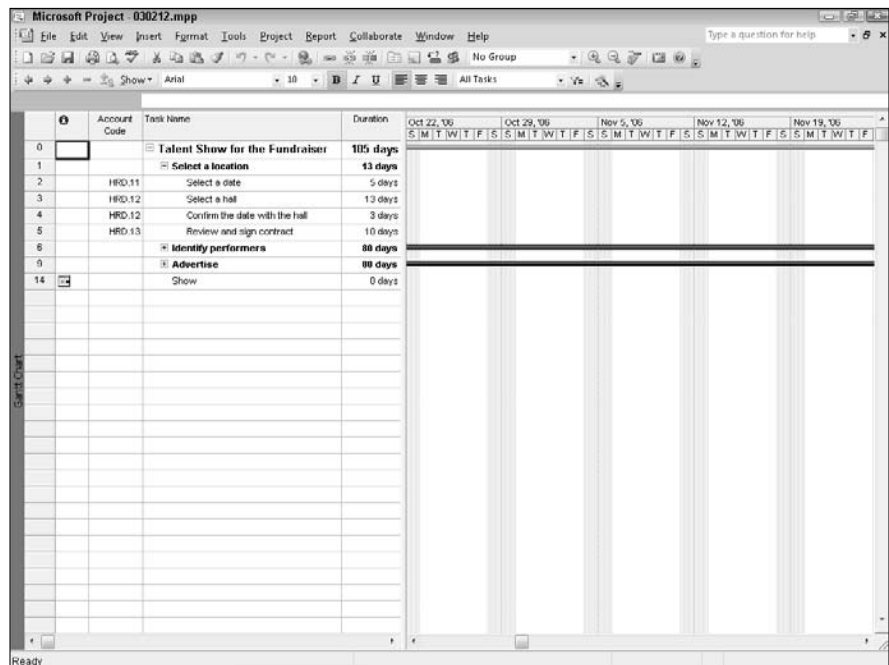 Microsoft Project - 030212.mpp
File Edit View Insert Format Tools Project Report Collaborate Window Help
Type a question for help
No Group
Show Arial 10 B I U All Tasks
Account Code Task Name Duration
Oct 22, '06 Oct 29, '06 Nov 5, '06 Nov 12, '06 Nov 19, '06
S M T W T F S S M T W T F S S M T W T F S S M T W T F S S M T W T F
0 Talent Show for the Fundraiser 105 days
1 Select a location 13 days
2 HRD.11 Select a date 5 days
3 HRD.12 Select a hall 13 days
4 HRD.12 Confirm the date with the hall 3 days
5 HRD.13 Review and sign contract 10 days
6 Identify performers 80 days
9 Advertise 80 days
14 Show 0 days
Gantt Chart
Ready